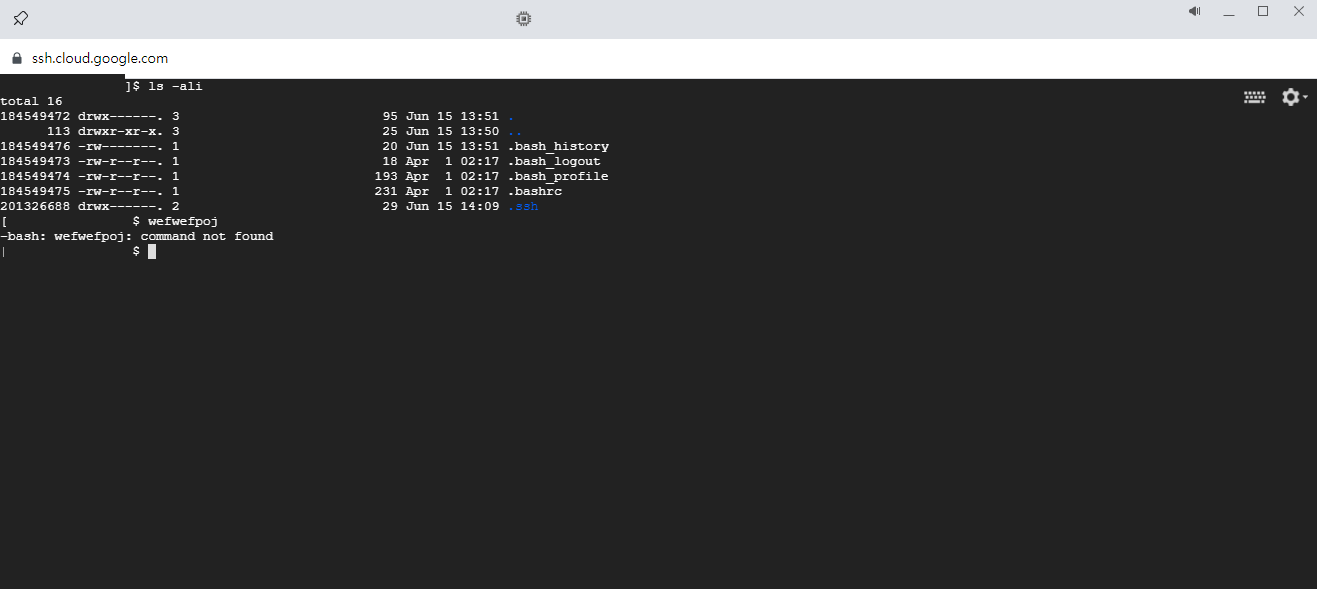 ssh.cloud.google.com
]$ ls -ali
total 16
184549472 drwx------. 3 95 Jun 15 13:51 .
113 drwxr-xr-x. 3 25 Jun 15 13:50 ..
184549476 -rw-------. 1 20 Jun 15 13:51 .bash_history
184549473 -rw-r--r--. 1 18 Apr 1 02:17 .bash_logout
184549474 -rw-r--r--. 1 193 Apr 1 02:17 .bash_profile
184549475 -rw-r--r--. 1 231 Apr 1 02:17 .bashrc
201326688 drwx------. 2 29 Jun 15 14:09 .ssh
[ $ wefwefpoj
-bash: wefwefpoj: command not found
$